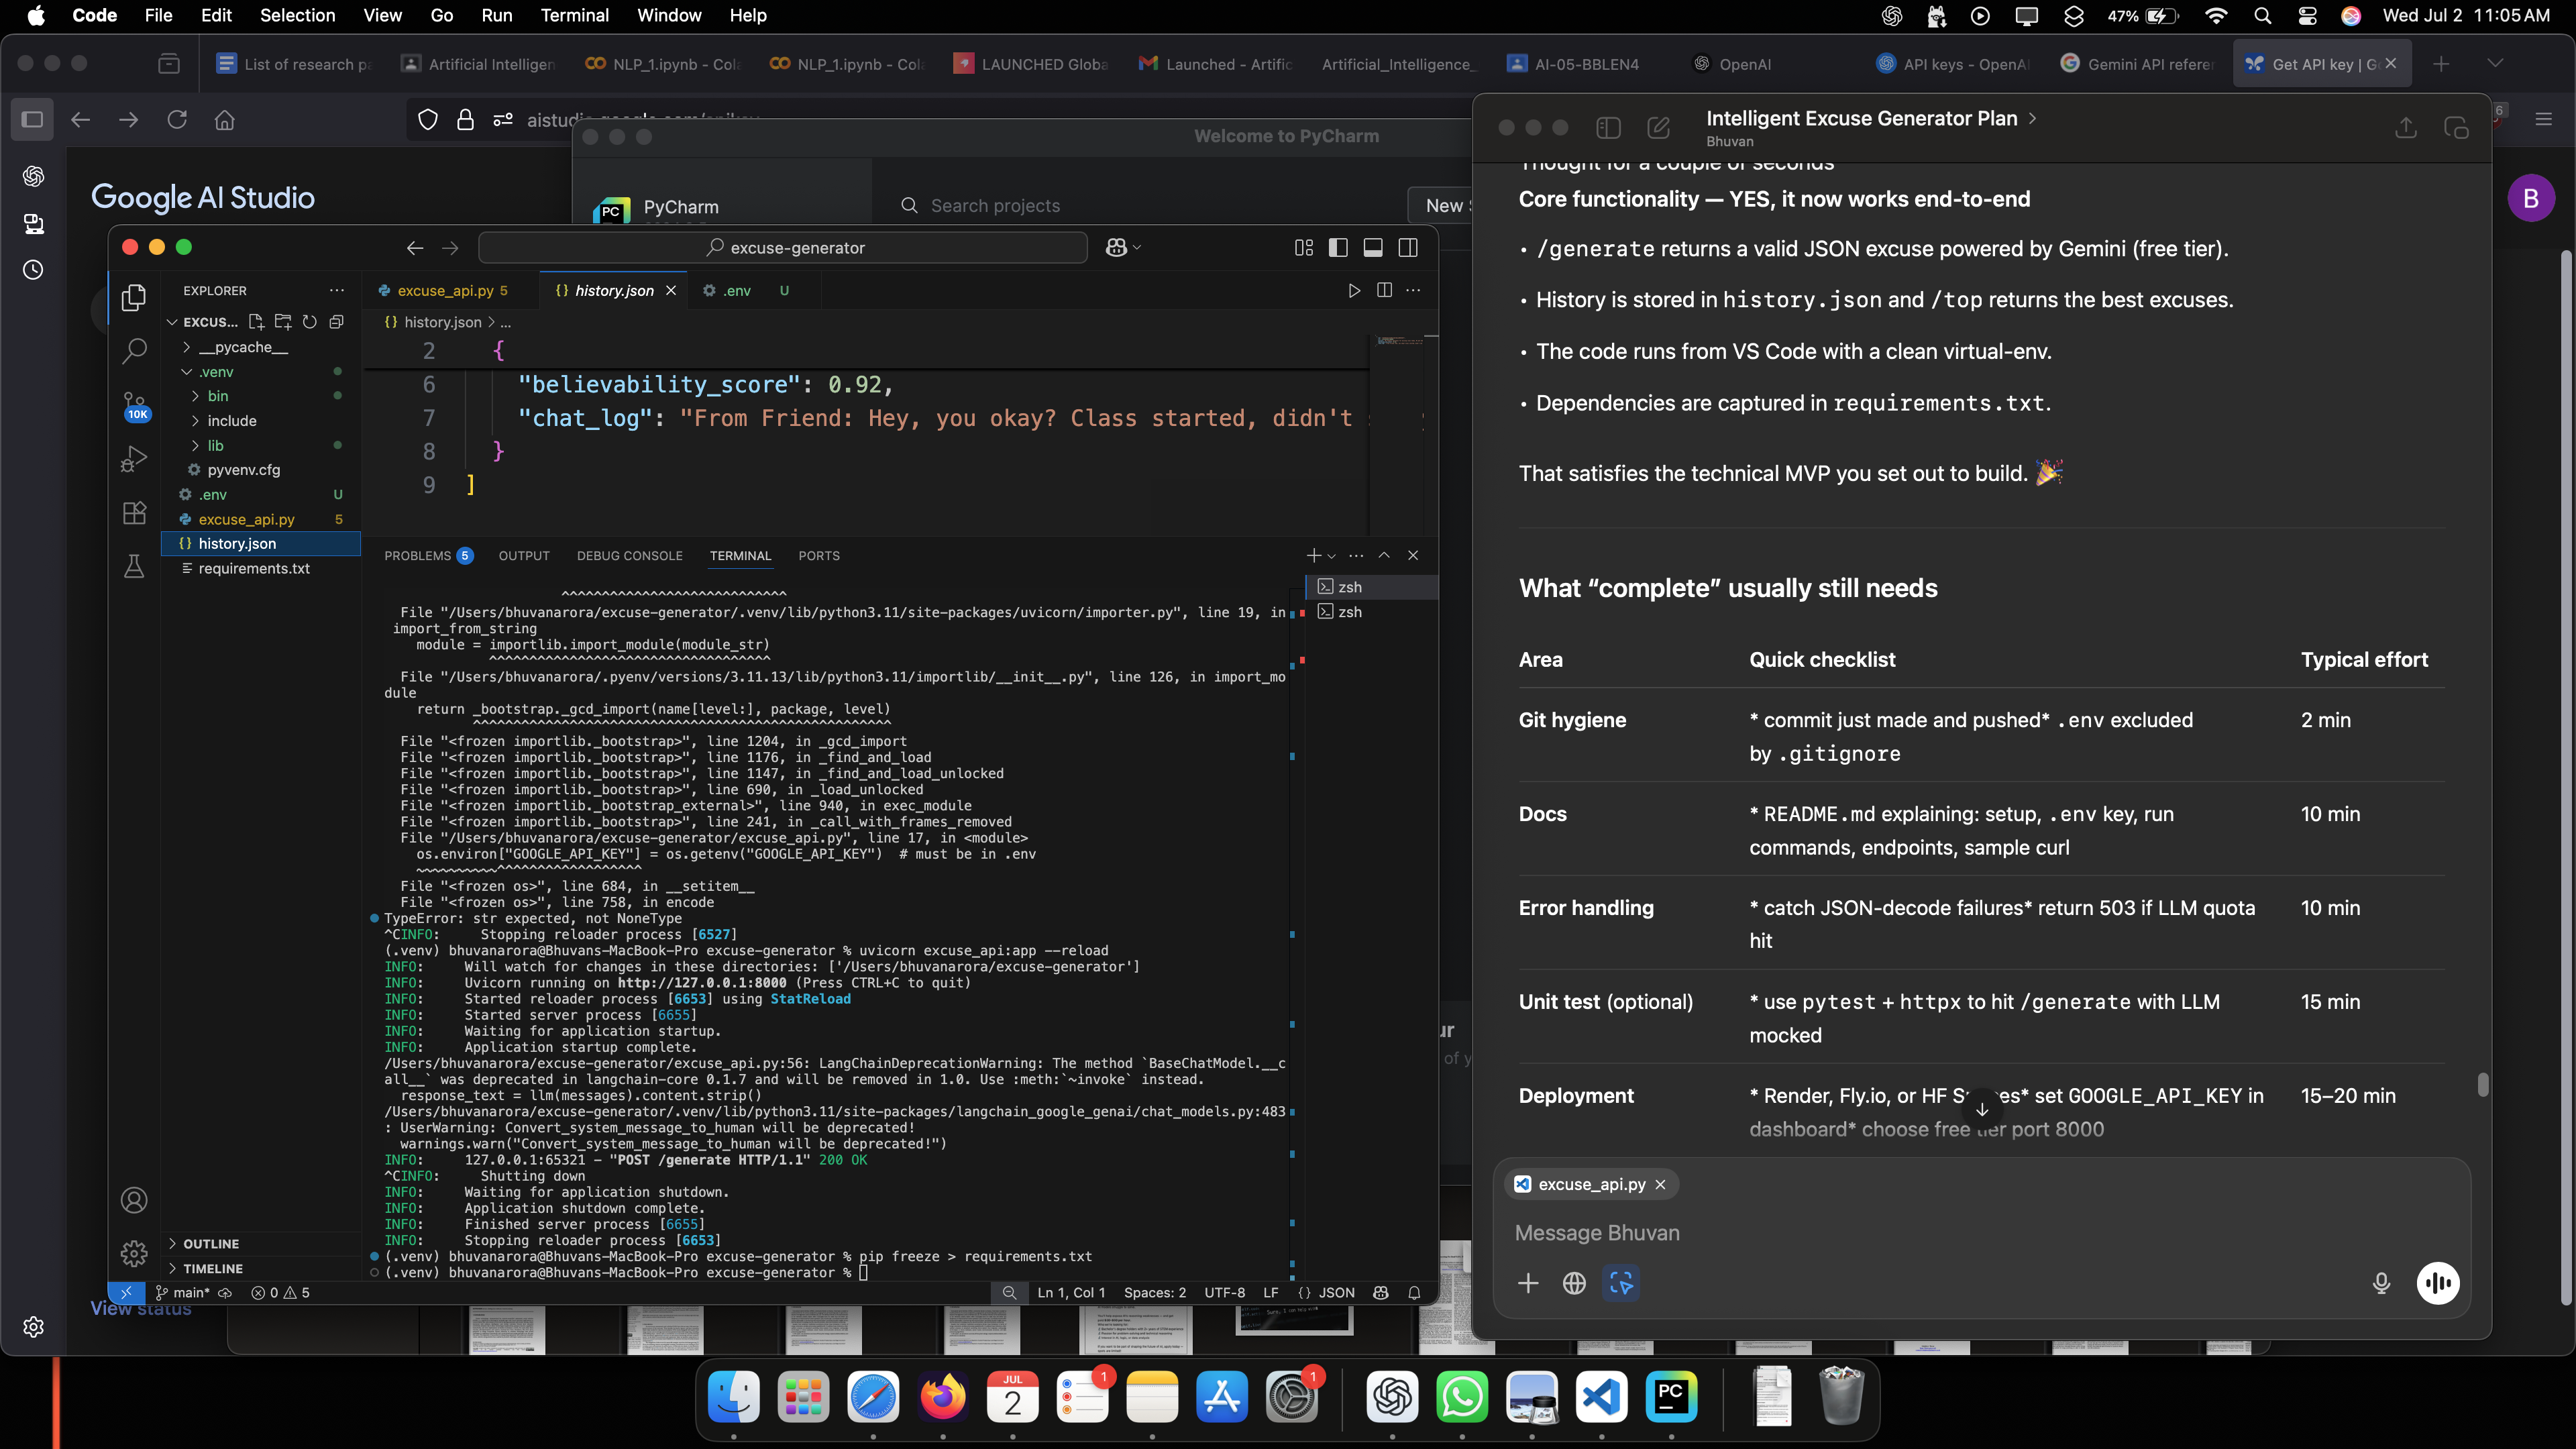 Code File Edit Selection View Go Run Terminal Window Help
47% Wed Jul 2 11:05 AM
List of research pa
Artificial Intelligen
NLP_1.ipynb - Cola
NLP_1.ipynb - Cola
LAUNCHED Globa
Launched - Artific
Artificial_Intelligence_
AI-05-BBLEN4
OpenAI
API keys - OpenAI
Gemini API referen
Get API key | G
Google AI Studio
B
View status
Welcome to PyCharm
PC PyCharm
Search projects
New S
excuse-generator
EXPLORER
EXCUS...
__pycache__
.venv
bin
include
lib
pyvenv.cfg
.env U
excuse_api.py 5
history.json
requirements.txt
OUTLINE
TIMELINE
10K
excuse_api.py 5
{} history.json
.env U
{} history.json > ...
2 {
6 "believability_score": 0.92,
7 "chat_log": "From Friend: Hey, you okay? Class started, didn't
8 }
9 ]
PROBLEMS 5 OUTPUT DEBUG CONSOLE TERMINAL PORTS
zsh
zsh
^^^^^^^^^^^^^^^^^^^^^^^^^^^^
File "/Users/bhuvanarora/excuse-generator/.venv/lib/python3.11/site-packages/uvicorn/importer.py", line 19, in
import_from_string
module = importlib.import_module(module_str)
^^^^^^^^^^^^^^^^^^^^^^^^^^^^^^^^^^^
File "/Users/bhuvanarora/.pyenv/versions/3.11.13/lib/python3.11/importlib/__init__.py", line 126, in import_mo
dule
return _bootstrap._gcd_import(name[level:], package, level)
^^^^^^^^^^^^^^^^^^^^^^^^^^^^^^^^^^^^^^^^^^^^^^^^^^^^
File "<frozen importlib._bootstrap>", line 1204, in _gcd_import
File "<frozen importlib._bootstrap>", line 1176, in _find_and_load
File "<frozen importlib._bootstrap>", line 1147, in _find_and_load_unlocked
File "<frozen importlib._bootstrap>", line 690, in _load_unlocked
File "<frozen importlib._bootstrap_external>", line 940, in exec_module
File "<frozen importlib._bootstrap>", line 241, in _call_with_frames_removed
File "/Users/bhuvanarora/excuse-generator/excuse_api.py", line 17, in <module>
os.environ["GOOGLE_API_KEY"] = os.getenv("GOOGLE_API_KEY")  # must be in .env
~~~~~~~~~~^^^^^^^^^^^^^^^^^^
File "<frozen os>", line 684, in __setitem__
File "<frozen os>", line 758, in encode
TypeError: str expected, not NoneType
^CINFO: Stopping reloader process [6527]
(.venv) bhuvanarora@Bhuvans-MacBook-Pro excuse-generator % uvicorn excuse_api:app --reload
INFO: Will watch for changes in these directories: ['/Users/bhuvanarora/excuse-generator']
INFO: Uvicorn running on http://127.0.0.1:8000 (Press CTRL+C to quit)
INFO: Started reloader process [6653] using StatReload
INFO: Started server process [6655]
INFO: Waiting for application startup.
INFO: Application startup complete.
/Users/bhuvanarora/excuse-generator/excuse_api.py:56: LangChainDeprecationWarning: The method `BaseChatModel.__c
all__` was deprecated in langchain-core 0.1.7 and will be removed in 1.0. Use :meth:`~invoke` instead.
response_text = llm(messages).content.strip()
/Users/bhuvanarora/excuse-generator/.venv/lib/python3.11/site-packages/langchain_google_genai/chat_models.py:483
: UserWarning: Convert_system_message_to_human will be deprecated!
warnings.warn("Convert_system_message_to_human will be deprecated!")
INFO: 127.0.0.1:65321 - "POST /generate HTTP/1.1" 200 OK
^CINFO: Shutting down
INFO: Waiting for application shutdown.
INFO: Application shutdown complete.
INFO: Finished server process [6655]
INFO: Stopping reloader process [6653]
(.venv) bhuvanarora@Bhuvans-MacBook-Pro excuse-generator % pip freeze > requirements.txt
(.venv) bhuvanarora@Bhuvans-MacBook-Pro excuse-generator %
main* 0 5 Ln 1, Col 1 Spaces: 2 UTF-8 LF {} JSON
Intelligent Excuse Generator Plan >
Bhuvan
Thought for a couple of seconds
Core functionality — YES, it now works end-to-end
• /generate returns a valid JSON excuse powered by Gemini (free tier).
• History is stored in history.json and /top returns the best excuses.
• The code runs from VS Code with a clean virtual-env.
• Dependencies are captured in requirements.txt.
That satisfies the technical MVP you set out to build. 🎉
What “complete” usually still needs
Area Quick checklist Typical effort
Git hygiene * commit just made and pushed* .env excluded 2 min
by .gitignore
Docs * README.md explaining: setup, .env key, run 10 min
commands, endpoints, sample curl
Error handling * catch JSON-decode failures* return 503 if LLM quota 10 min
hit
Unit test (optional) * use pytest + httpx to hit /generate with LLM 15 min
mocked
Deployment * Render, Fly.io, or HF Spaces* set GOOGLE_API_KEY in 15–20 min
dashboard* choose free tier port 8000
excuse_api.py
Message Bhuvan
6
ur
of y
JUL
2
1
1
PC